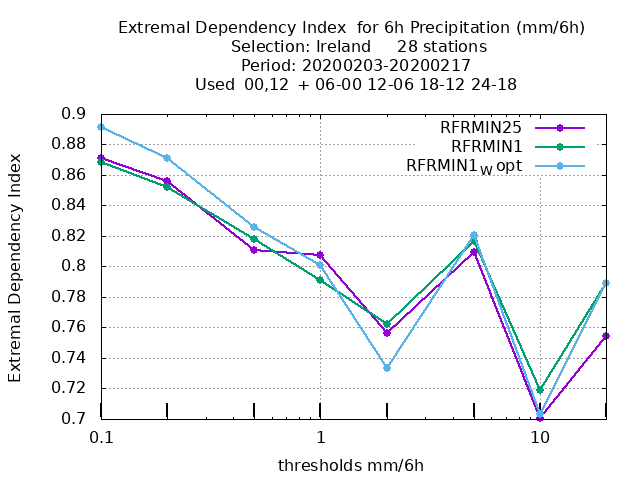 Extremal Dependency Index  for 6h Precipitation (mm/6h)
Selection: Ireland     28 stations
Period: 20200203-20200217
Used  00,12  + 06-00 12-06 18-12 24-18
RFRMIN25
RFRMIN1
RFRMIN1W opt
Extremal Dependency Index
0.9
0.88
0.86
0.84
0.82
0.8
0.78
0.76
0.74
0.72
0.7
0.1 1 10
thresholds mm/6h